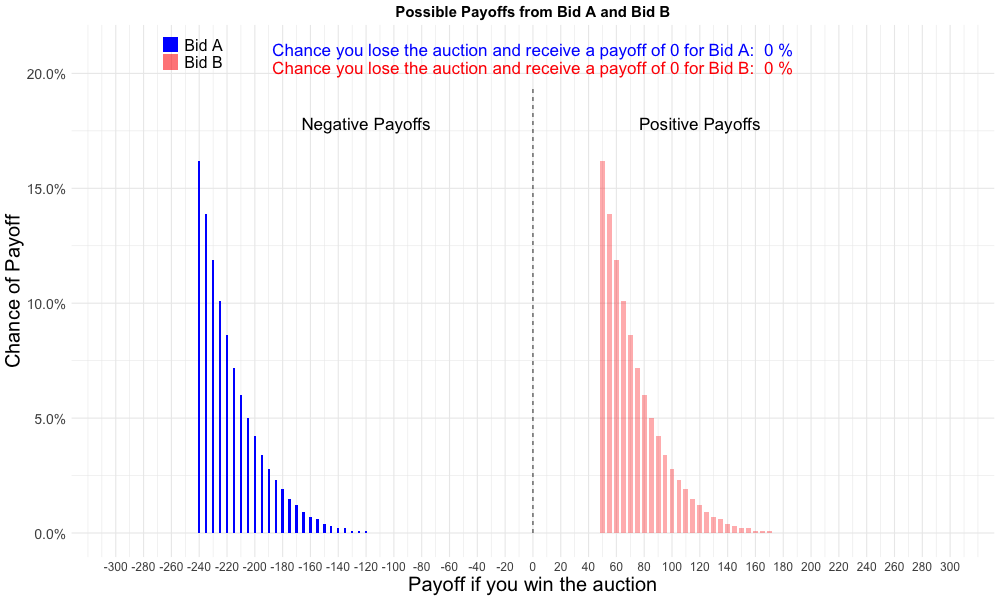 Possible Payoffs from Bid A and Bid B
Bid A
Bid B
Chance you lose the auction and receive a payoff of 0 for Bid A:  0 %
Chance you lose the auction and receive a payoff of 0 for Bid B:  0 %
Negative Payoffs
Positive Payoffs
Chance of Payoff
20.0%
15.0%
10.0%
5.0%
0.0%
-300 -280 -260 -240 -220 -200 -180 -160 -140 -120 -100 -80 -60 -40 -20 0 20 40 60 80 100 120 140 160 180 200 220 240 260 280 300
Payoff if you win the auction